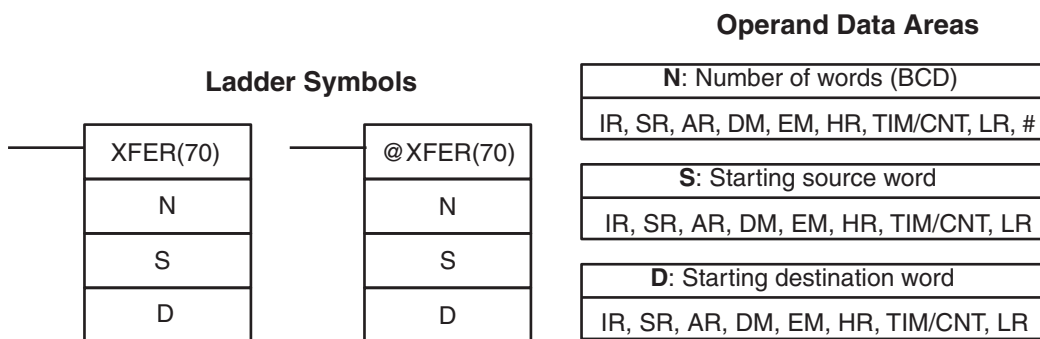 Operand Data Areas
Ladder Symbols
N: Number of words (BCD)
IR, SR, AR, DM, EM, HR, TIM/CNT, LR, #
XFER(70)
N
S
D
@XFER(70)
N
S
D
S: Starting source word
IR, SR, AR, DM, EM, HR, TIM/CNT, LR
D: Starting destination word
IR, SR, AR, DM, EM, HR, TIM/CNT, LR